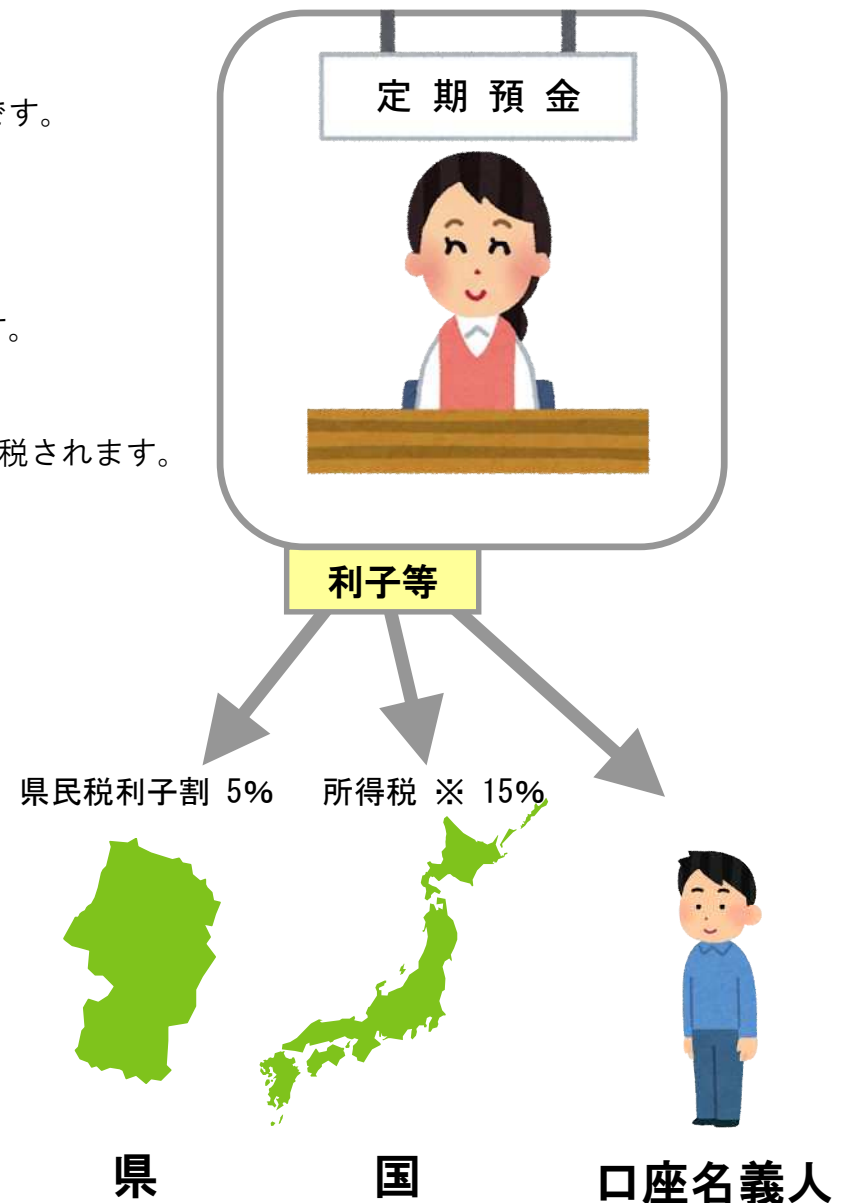 定期預金
です。
す。
税されます。
利子等
県民税利子割 5%
所得税 ※ 15%
県
国
口座名義人